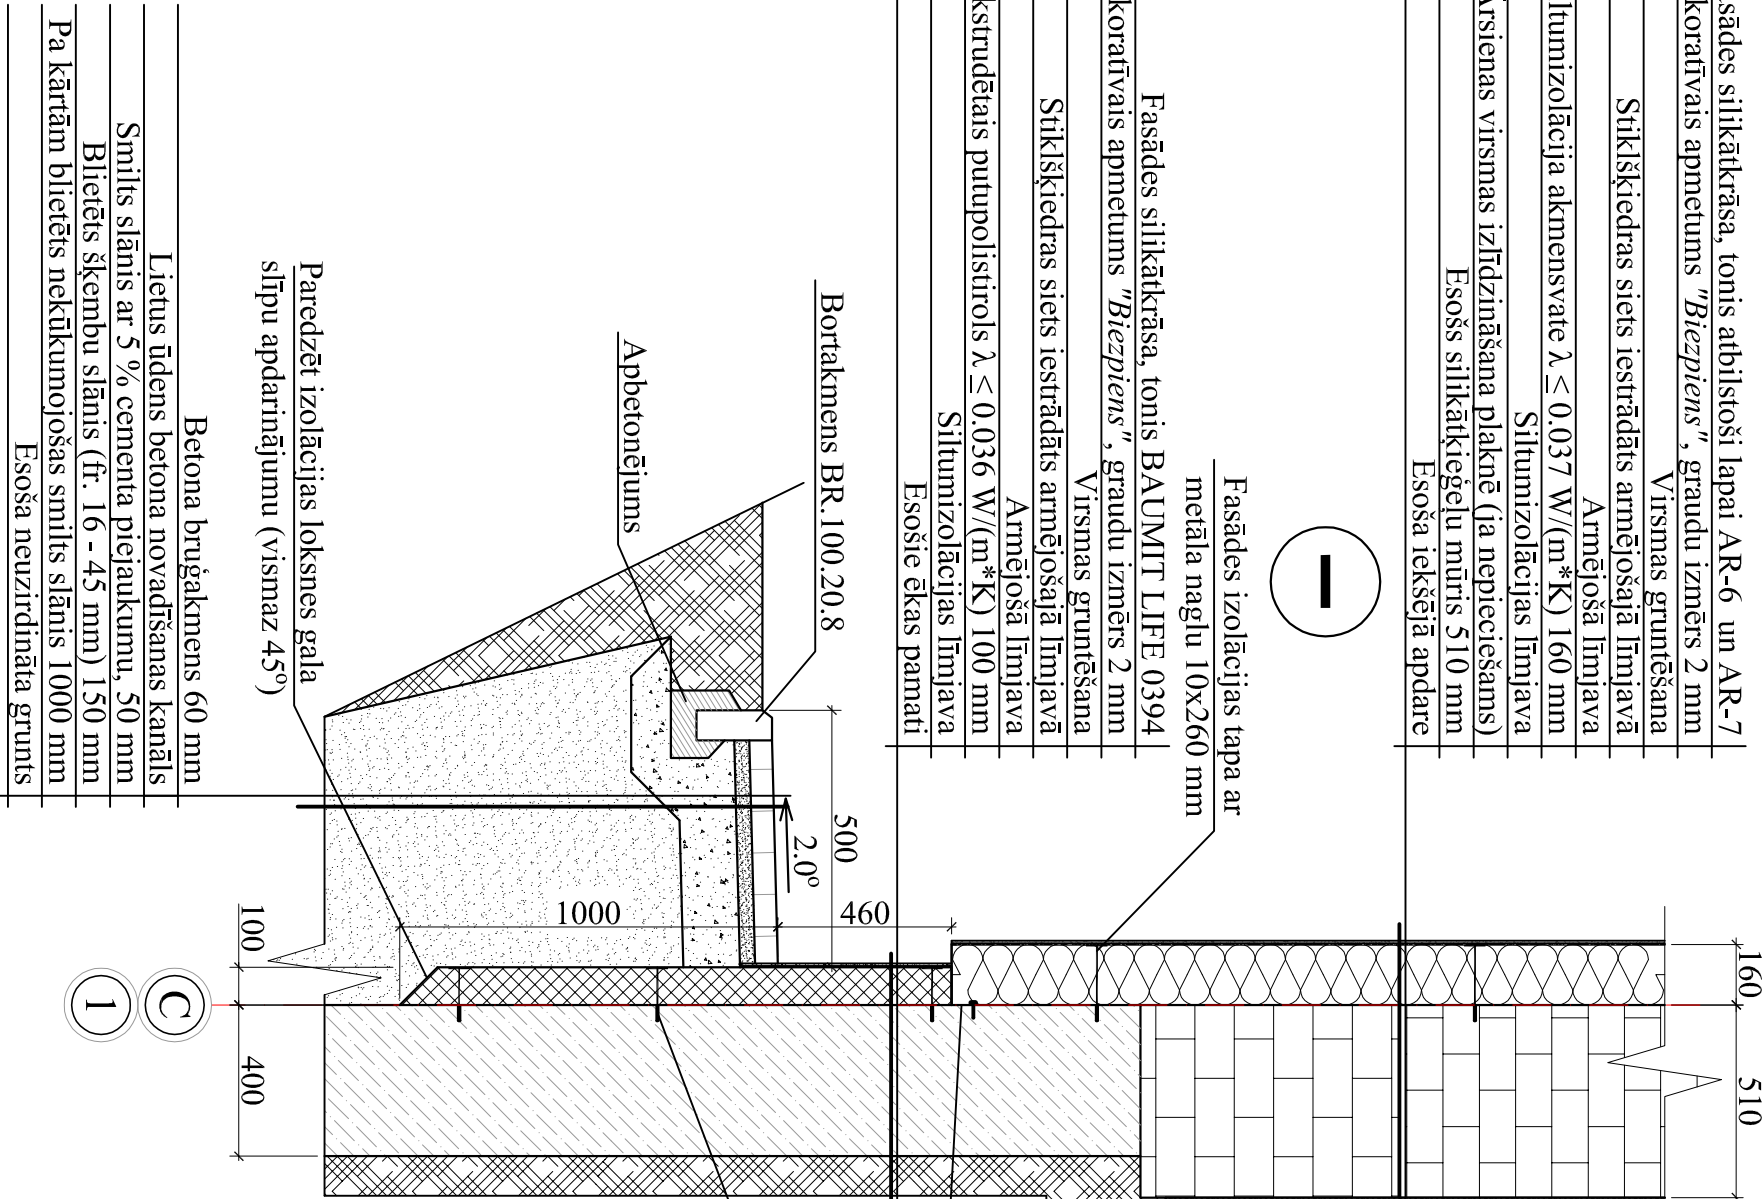 sādes silikātkrāsa, tonis atbilstoši lapai AR-6 un AR-7
koratīvais apmetums "Biezpiens", graudu izmērs 2 mm
Virsmas gruntēšana
Stiklšķiedras siets iestrādāts armējošajā līmjavā
Armējošā līmjava
ltumizolācija akmensvate λ ≤ 0.037 W/(m*K) 160 mm
Siltumizolācijas līmjava
Ārsienas virsmas izlīdzināšana plaknē (ja nepieciešams)
Esošs silikātķieģeļu mūris 510 mm
Esoša iekšējā apdare
I
Fasādes izolācijas tapa ar
metāla naglu 10x260 mm
Fasādes silikātkrāsa, tonis BAUMIT LIFE 0394
koratīvais apmetums "Biezpiens", graudu izmērs 2 mm
Virsmas gruntēšana
Stiklšķiedras siets iestrādāts armējošajā līmjavā
Armējošā līmjava
kstrudētais putupolistirols λ ≤ 0.036 W/(m*K) 100 mm
Siltumizolācijas līmjava
Esošie ēkas pamati
Bortakmens BR.100.20.8
Apbetonējums
Paredzēt izolācijas loksnes gala
slīpu apdarinājumu (vismaz 45°)
Betona bruģakmens 60 mm
Lietus ūdens betona novadīšanas kanāls
Smilts slānis ar 5 % cementa piejaukumu, 50 mm
Blietēts šķembu slānis (fr. 16 - 45 mm) 150 mm
Pa kārtām blietēts nekūkumojošas smilts slānis 1000 mm
Esoša neuzirdināta grunts
160
510
500
2.0°
460
1000
100
400
C
1